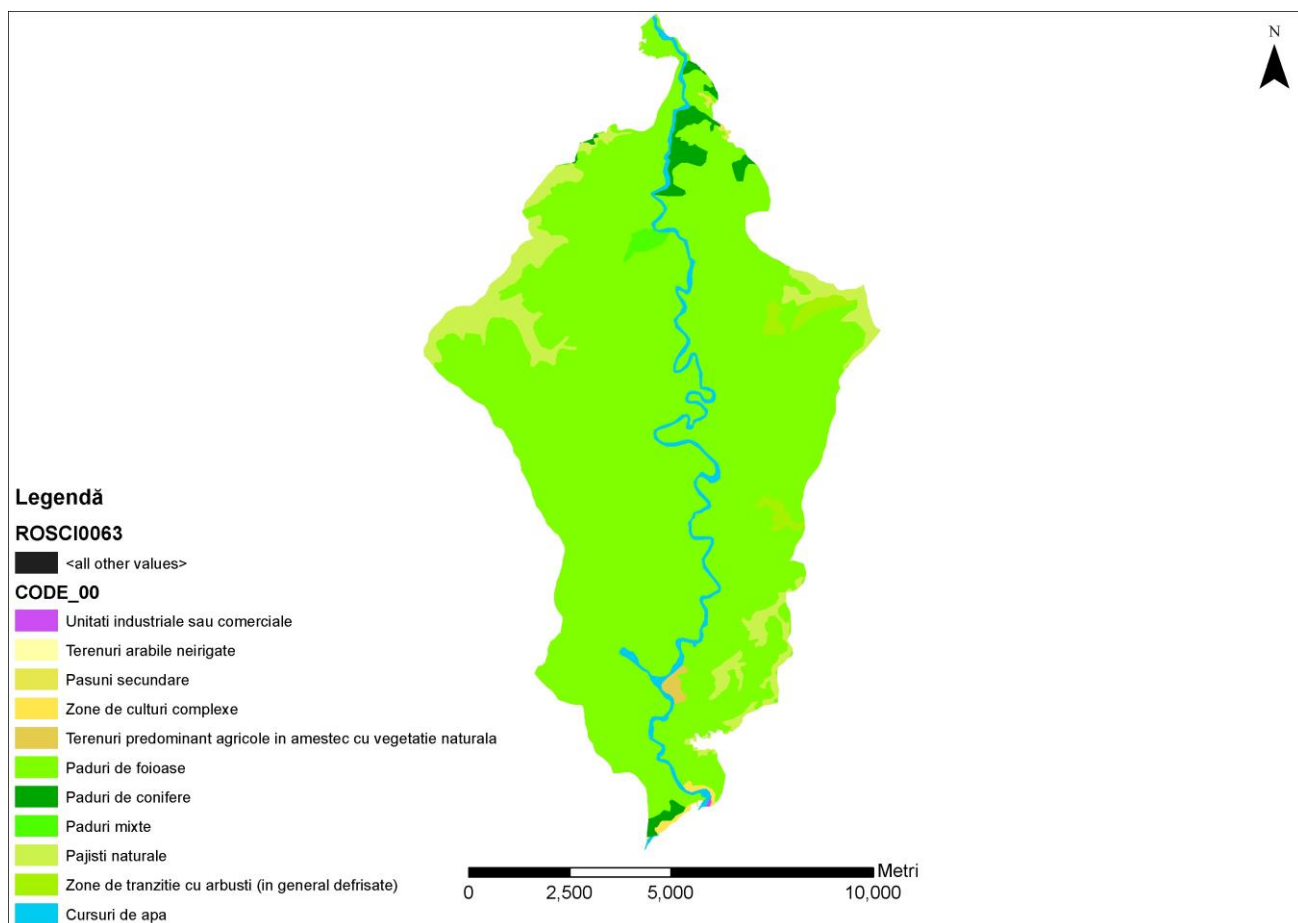 N
Legendă
ROSCI0063
<all other values>
CODE_00
Unitati industriale sau comerciale
Terenuri arabile neirigate
Pasuni secundare
Zone de culturi complexe
Terenuri predominant agricole in amestec cu vegetatie naturala
Paduri de foioase
Paduri de conifere
Paduri mixte
Pajisti naturale
Zone de tranzitie cu arbusti (in general defrisate)
Cursuri de apa
Metri
0 2,500 5,000 10,000